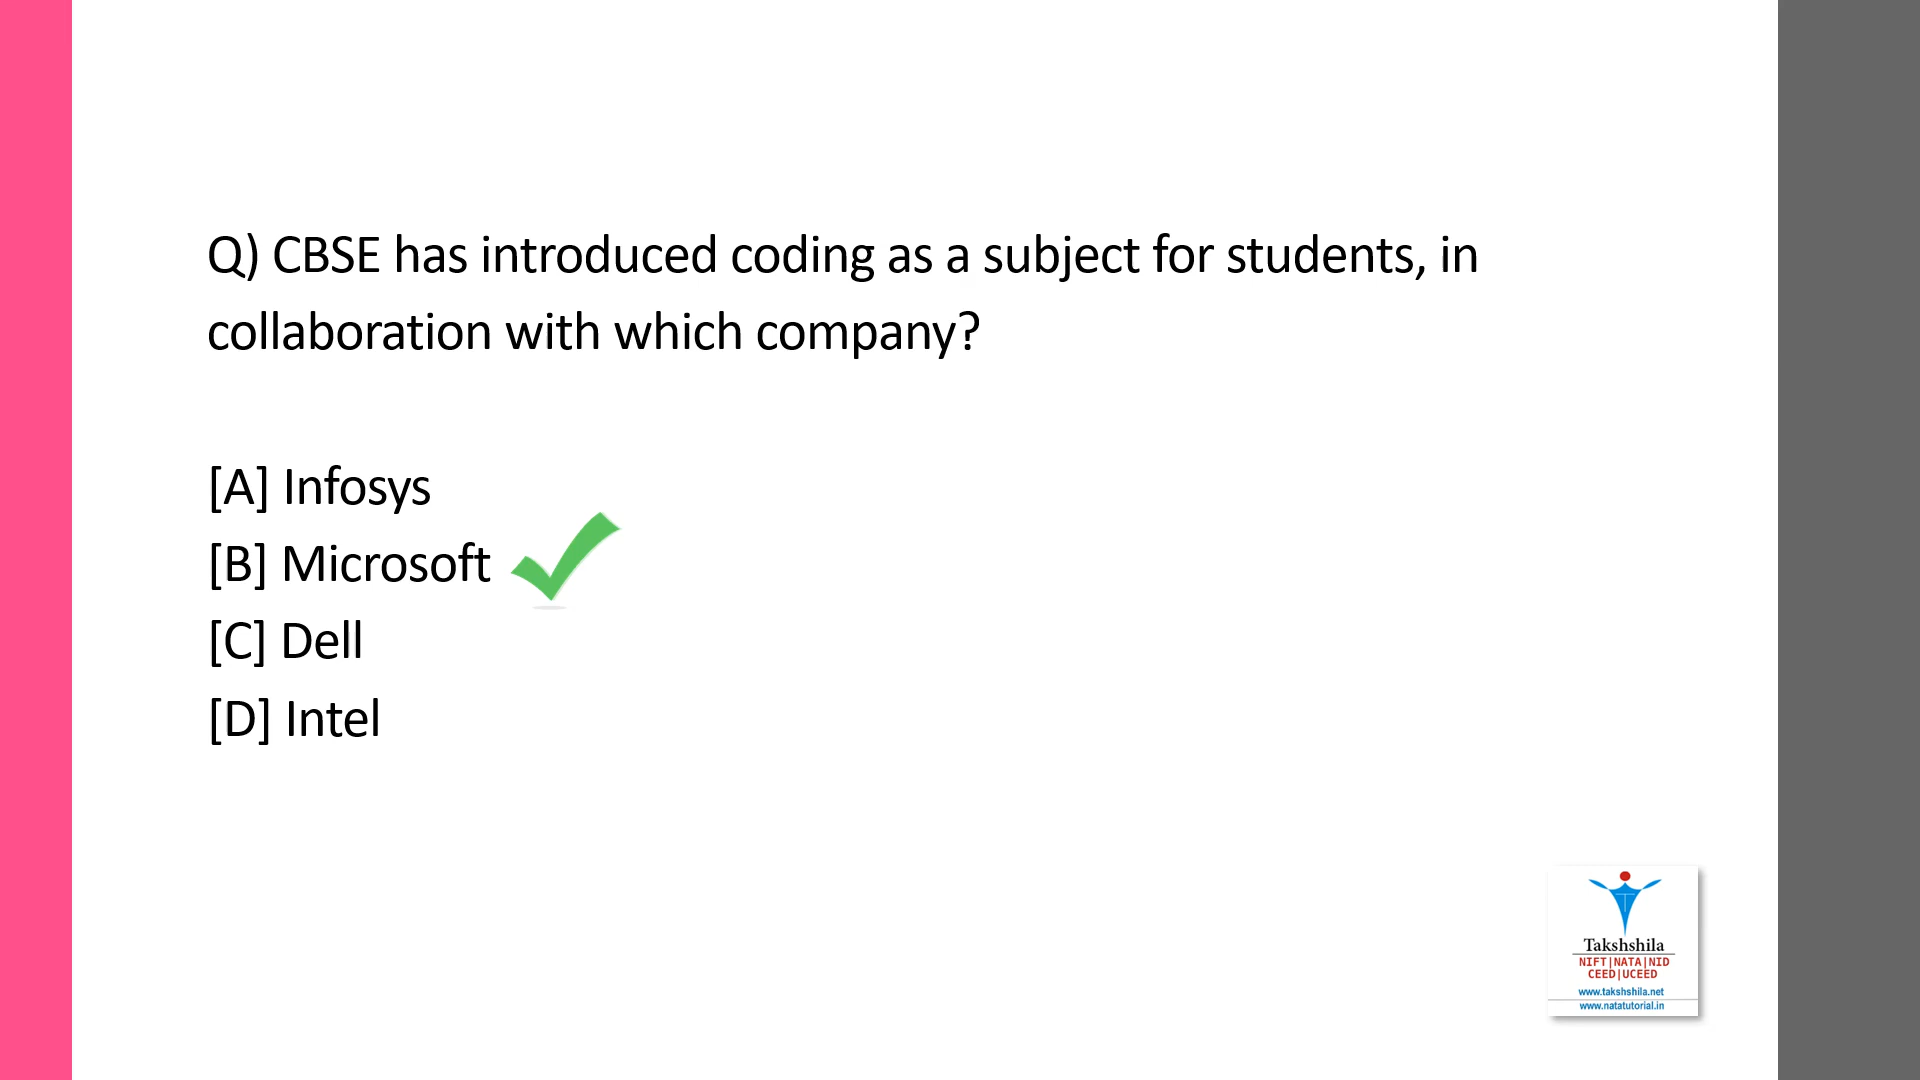 Q) CBSE has introduced coding as a subject for students, in
collaboration with which company?
[A] Infosys
[B] Microsoft
[C] Dell
[D] Intel
Takshshila
NIFT|NATA|NID
CEED|UCEED
www.takshshila.net
www.natatutorial.in